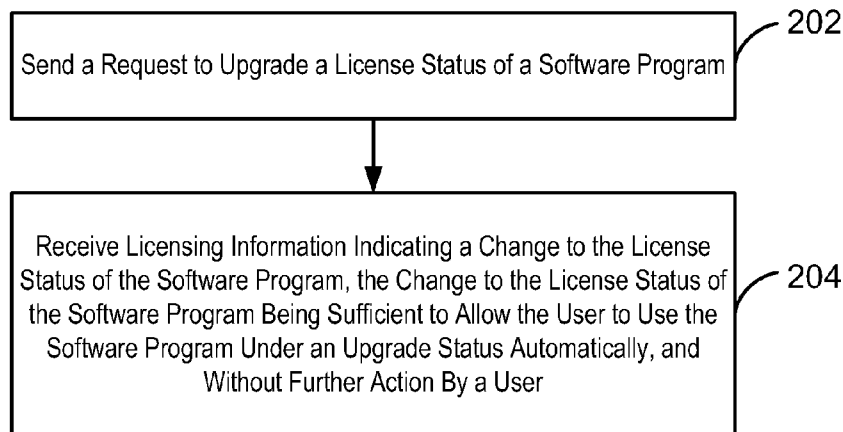 202
Send a Request to Upgrade a License Status of a Software Program
Receive Licensing Information Indicating a Change to the License
Status of the Software Program, the Change to the License Status of
the Software Program Being Sufficient to Allow the User to Use the
Software Program Under an Upgrade Status Automatically, and
Without Further Action By a User
204